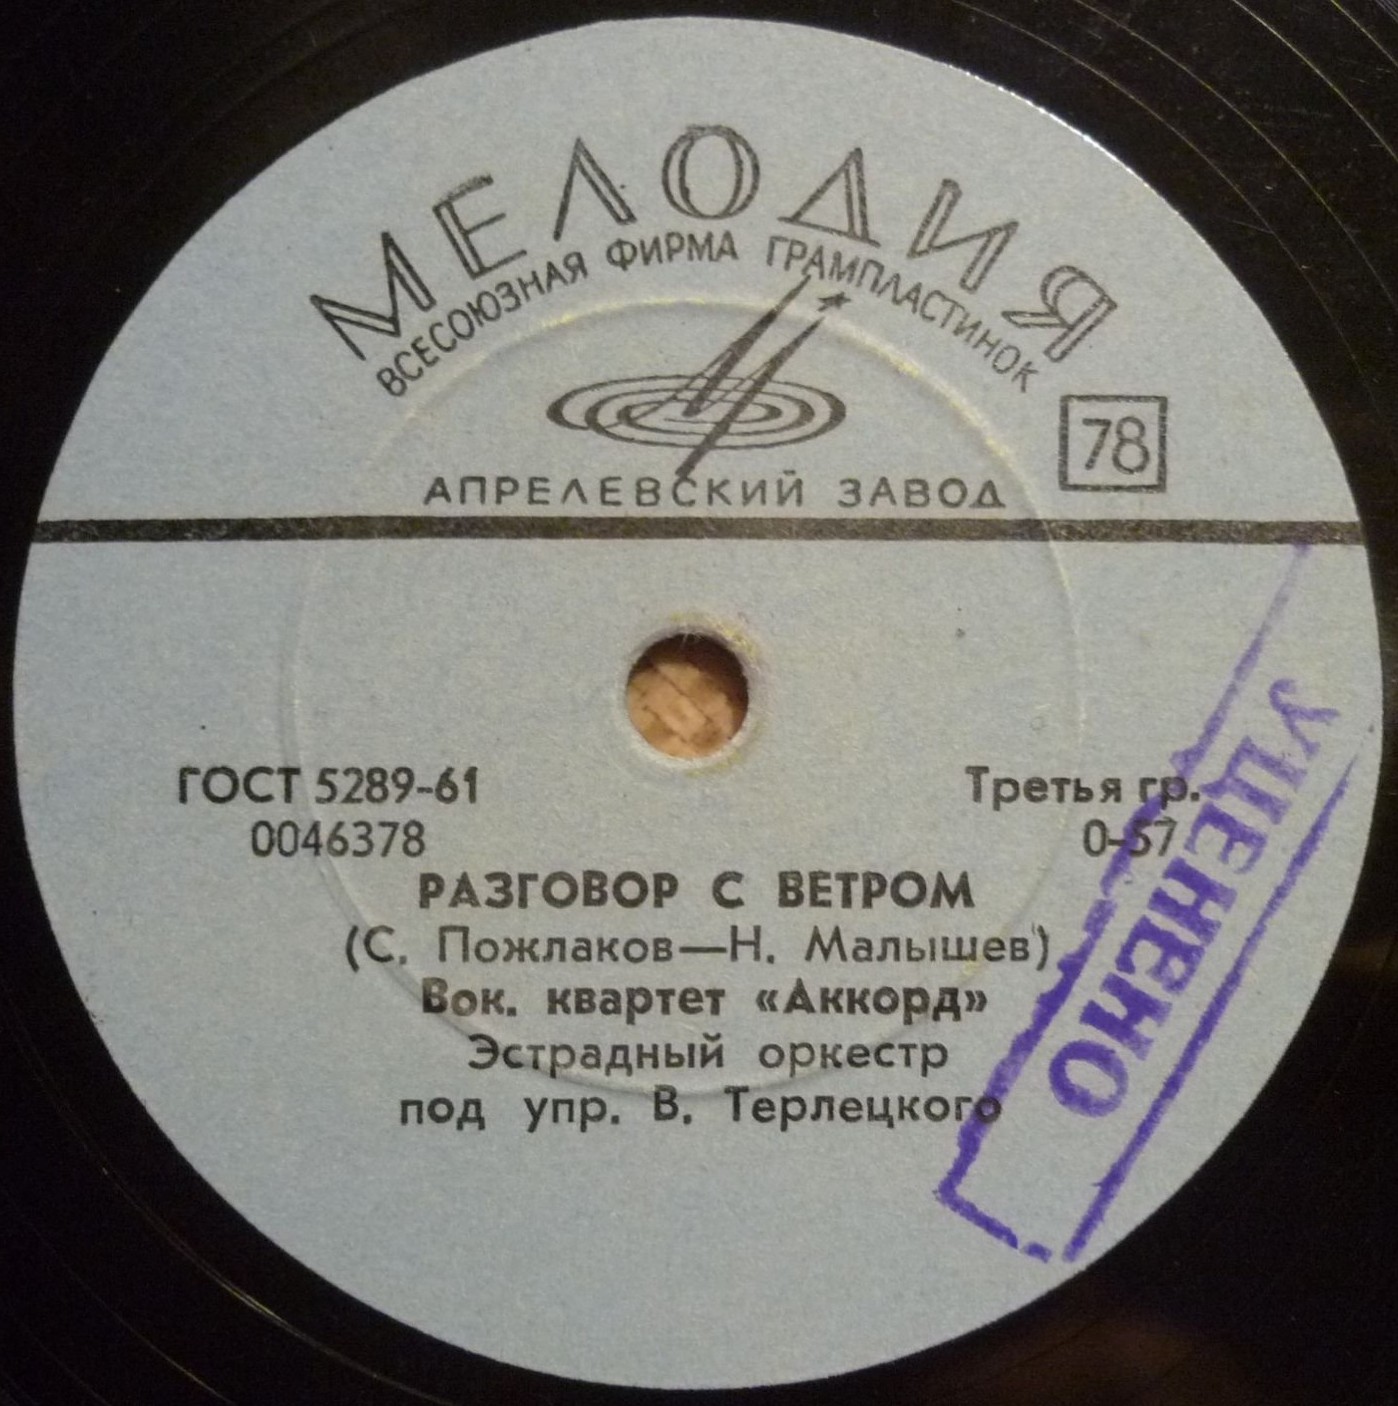 МЕЛОДИЯ
ВСЕСОЮЗНАЯ ФИРМА ГРАМПЛАСТИНОК
78
АПРЕЛЕВСКИЙ ЗАВОД
ГОСТ 5289-61
Третья гр.
0046378
0-57
РАЗГОВОР С ВЕТРОМ
(С. Пожлаков—Н. Малышев)
Вок. квартет «Аккорд»
Эстрадный оркестр
под упр. В. Терлецкого
УЦЕНЕНО